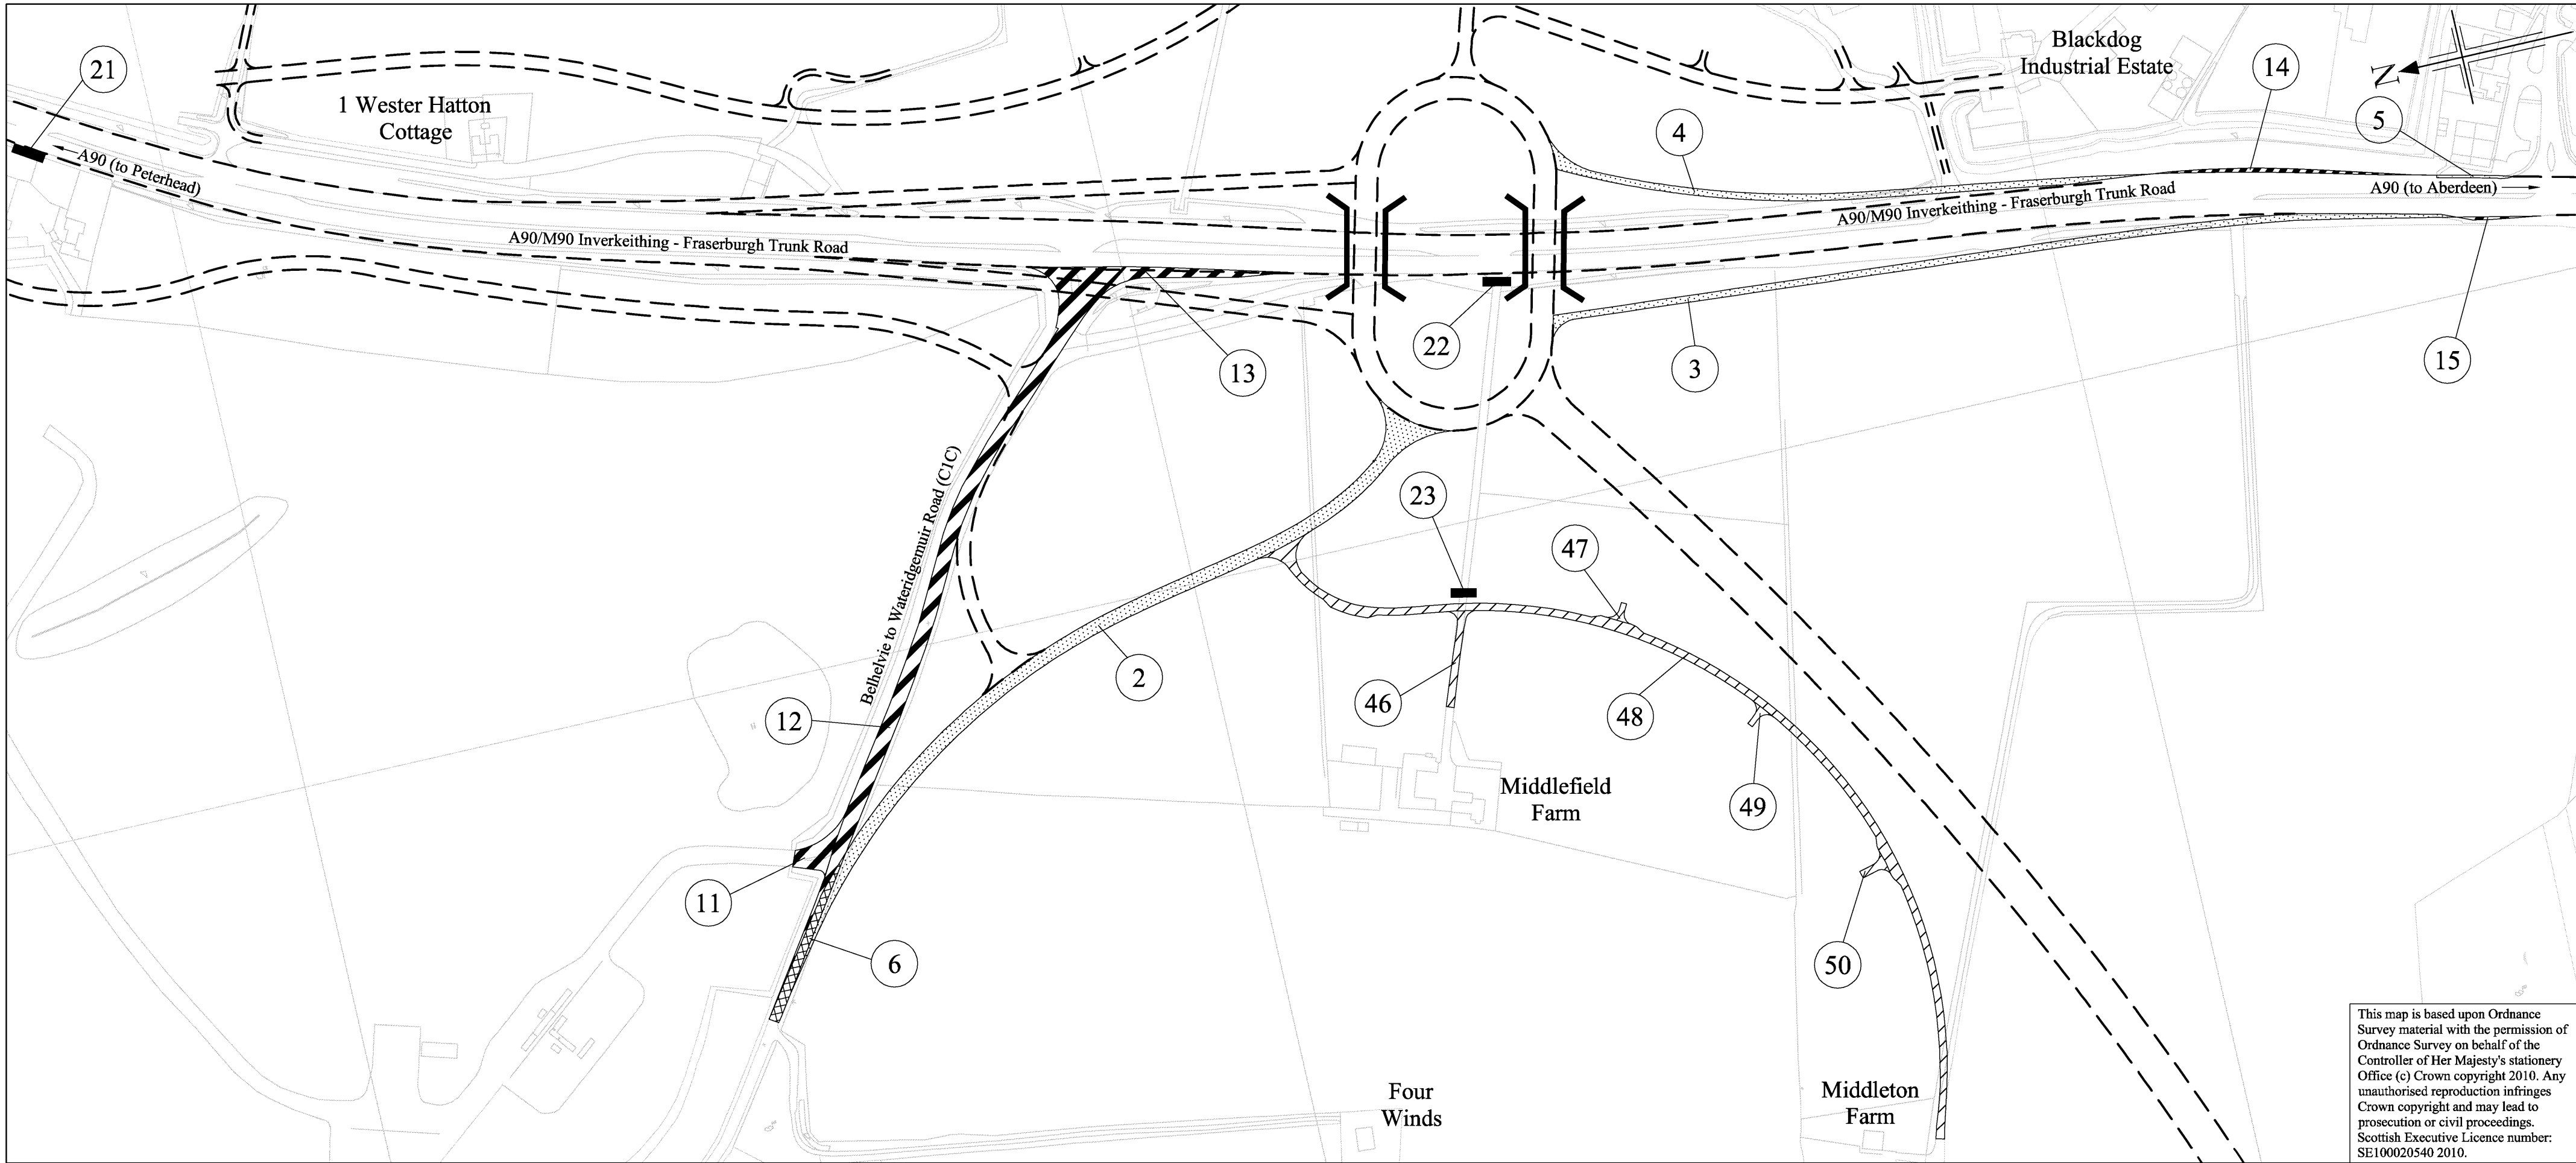 21
1 Wester Hatton
Cottage
A90 (to Peterhead)
A90/M90 Inverkeithing - Fraserburgh Trunk Road
Blackdog
Industrial Estate
N
14
5
4
A90/M90 Inverkeithing - Fraserburgh Trunk Road
A90 (to Aberdeen)
22
13
3
15
Belhelvie to Wateridgemuir Road (C1C)
23
47
2
46
48
12
49
Middlefield
Farm
11
6
50
Four
Winds
Middleton
Farm
This map is based upon Ordnance
Survey material with the permission of
Ordnance Survey on behalf of the
Controller of Her Majesty's stationery
Office (c) Crown copyright 2010. Any
unauthorised reproduction infringes
Crown copyright and may lead to
prosecution or civil proceedings.
Scottish Executive Licence number:
SE100020540 2010.